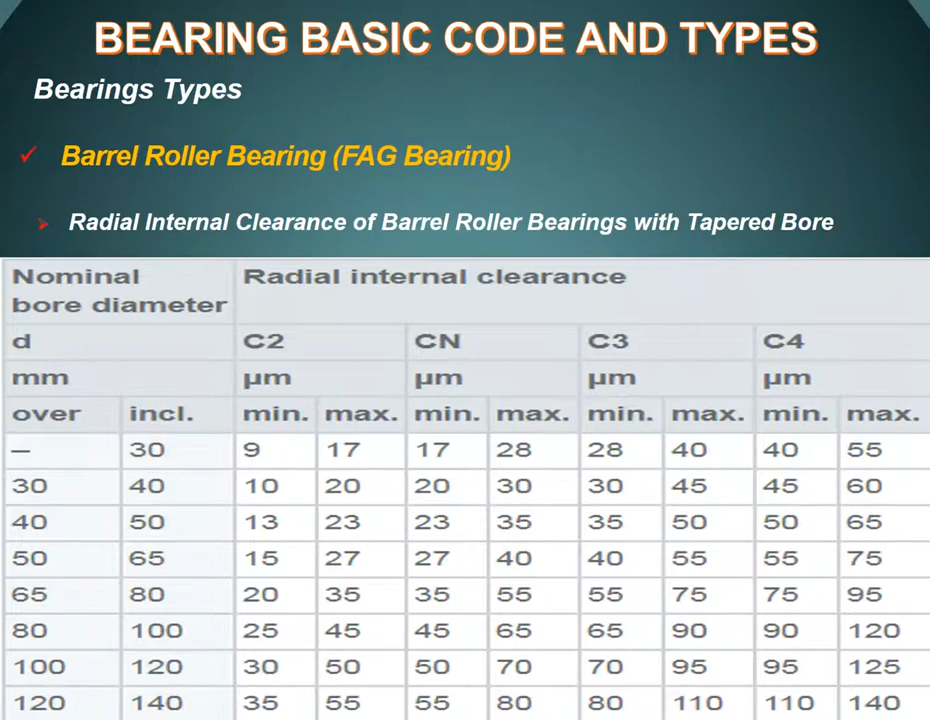 BEARING BASIC CODE AND TYPES
Bearings Types
Barrel Roller Bearing (FAG Bearing)
Radial Internal Clearance of Barrel Roller Bearings with Tapered Bore
Nominal bore diameter Radial internal clearance
d C2 CN C3 C4
mm µm µm µm µm
over incl. min. max. min. max. min. max. min. max.
– 30 9 17 17 28 28 40 40 55
30 40 10 20 20 30 30 45 45 60
40 50 13 23 23 35 35 50 50 65
50 65 15 27 27 40 40 55 55 75
65 80 20 35 35 55 55 75 75 95
80 100 25 45 45 65 65 90 90 120
100 120 30 50 50 70 70 95 95 125
120 140 35 55 55 80 80 110 110 140